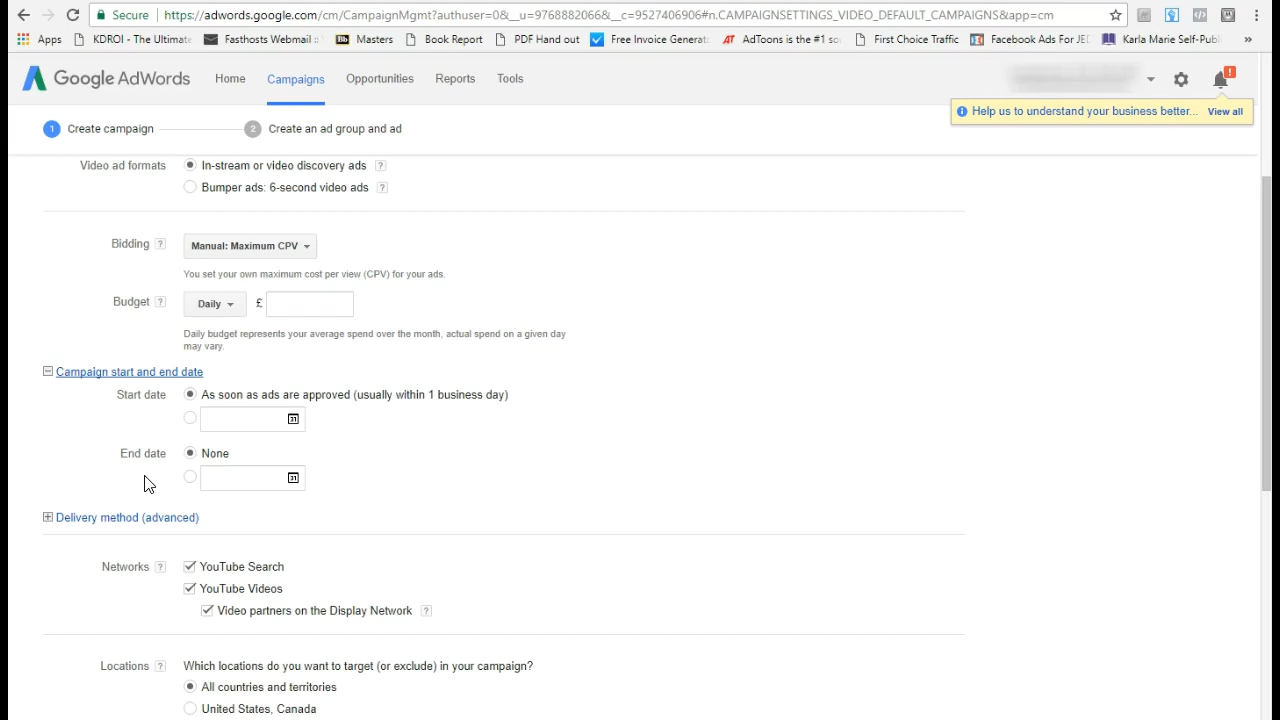 Secure
https://adwords.google.com/cm/CampaignMgmt?authuser=0&__u=9768882066&__c=9527406906#n.CAMPAIGNSETTINGS_VIDEO_DEFAULT_CAMPAIGNS&app=cm
Apps KDROI - The Ultimate Fasthosts Webmail :: Masters Book Report PDF Hand out Free Invoice Generato AdToons is the #1 so First Choice Traffic Facebook Ads For JE Karla Marie Self-Publ »
Google AdWords Home Campaigns Opportunities Reports Tools
!
Help us to understand your business better... View all
1 Create campaign 2 Create an ad group and ad
Video ad formats In-stream or video discovery ads ?
Bumper ads: 6-second video ads ?
Bidding ? Manual: Maximum CPV
You set your own maximum cost per view (CPV) for your ads.
Budget ? Daily £
Daily budget represents your average spend over the month, actual spend on a given day
may vary.
Campaign start and end date
Start date As soon as ads are approved (usually within 1 business day)
31
End date None
31
Delivery method (advanced)
Networks ? YouTube Search
YouTube Videos
Video partners on the Display Network ?
Locations ? Which locations do you want to target (or exclude) in your campaign?
All countries and territories
United States, Canada